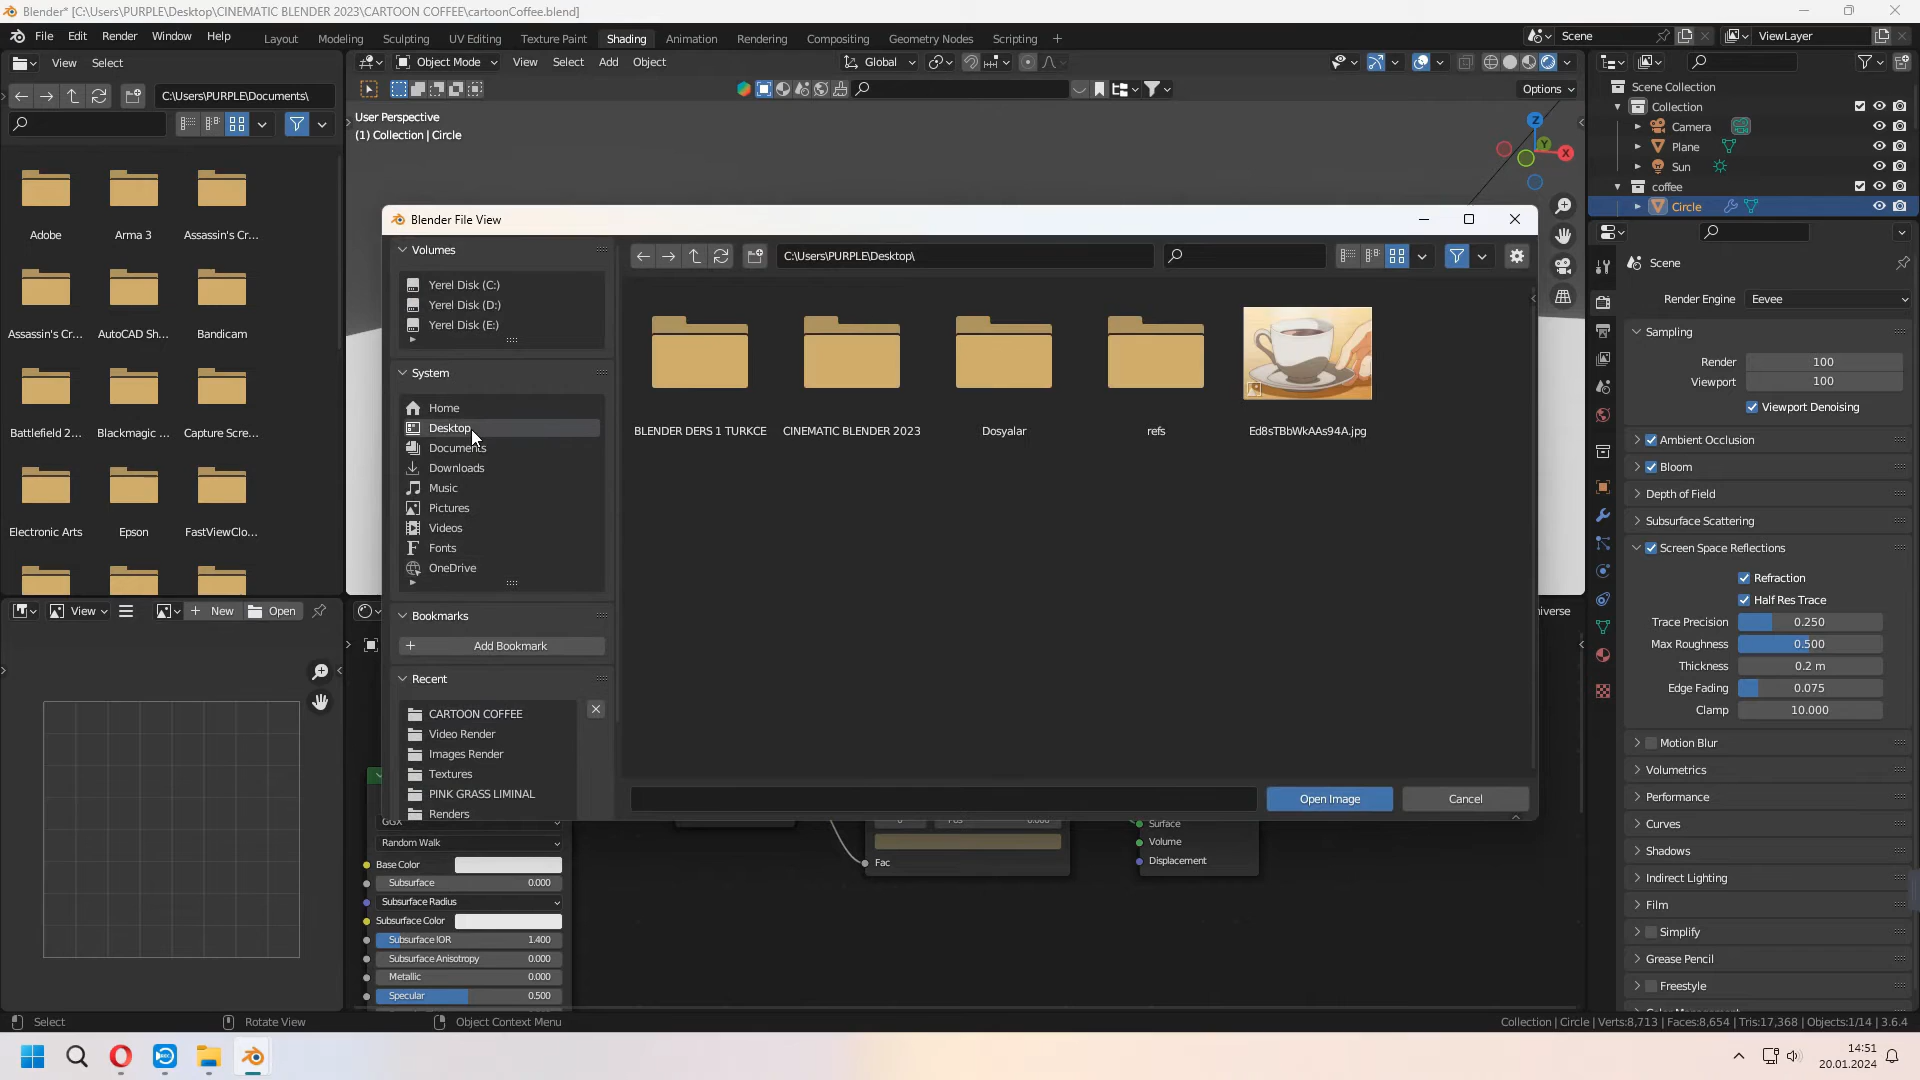 Blender* [C:\Users\PURPLE\Desktop\CINEMATIC BLENDER 2023\CARTOON COFFEE\cartoonCoffee.blend]
File Edit Render Window Help Layout Modeling Sculpting UV Editing Texture Paint Shading Animation Rendering Compositing Geometry Nodes Scripting + Scene ViewLayer
View Select
Object Mode View Select Add Object Global
C:\Users\PURPLE\Documents\
Options
User Perspective
(1) Collection | Circle
Z
Y
X
Adobe Arma 3 Assassin's Cr...
Assassin's Cr... AutoCAD Sh... Bandicam
Battlefield 2... Blackmagic ... Capture Scre...
Electronic Arts Epson FastViewClo...
Scene Collection
Collection
Camera
Plane
Sun
coffee
Circle
Blender File View
Volumes
Yerel Disk (C:)
Yerel Disk (D:)
Yerel Disk (E:)
System
Home
Desktop
Documents
Downloads
Music
Pictures
Videos
Fonts
OneDrive
Bookmarks
Add Bookmark
Recent
CARTOON COFFEE
Video Render
Images Render
Textures
PINK GRASS LIMINAL
Renders
C:\Users\PURPLE\Desktop\
BLENDER DERS 1 TURKCE CINEMATIC BLENDER 2023 Dosyalar refs Ed8sTBbWkAAs94A.jpg
Open Image Cancel
Scene
Render Engine Eevee
Sampling
Render 100
Viewport 100
Viewport Denoising
Ambient Occlusion
Bloom
Depth of Field
Subsurface Scattering
Screen Space Reflections
Refraction
Half Res Trace
Trace Precision 0.250
Max Roughness 0.500
Thickness 0.2 m
Edge Fading 0.075
Clamp 10.000
Motion Blur
Volumetrics
Performance
Curves
Shadows
Indirect Lighting
Film
Simplify
Grease Pencil
Freestyle
View New Open
iverse
GGX
Random Walk
Base Color
Subsurface 0.000
Subsurface Radius
Subsurface Color
Subsurface IOR 1.400
Subsurface Anisotropy 0.000
Metallic 0.000
Specular 0.500
Fac
Surface
Volume
Displacement
Select Rotate View Object Context Menu
Collection | Circle | Verts:8,713 | Faces:8,654 | Tris:17,368 | Objects:1/14 | 3.6.4
14:51
20.01.2024